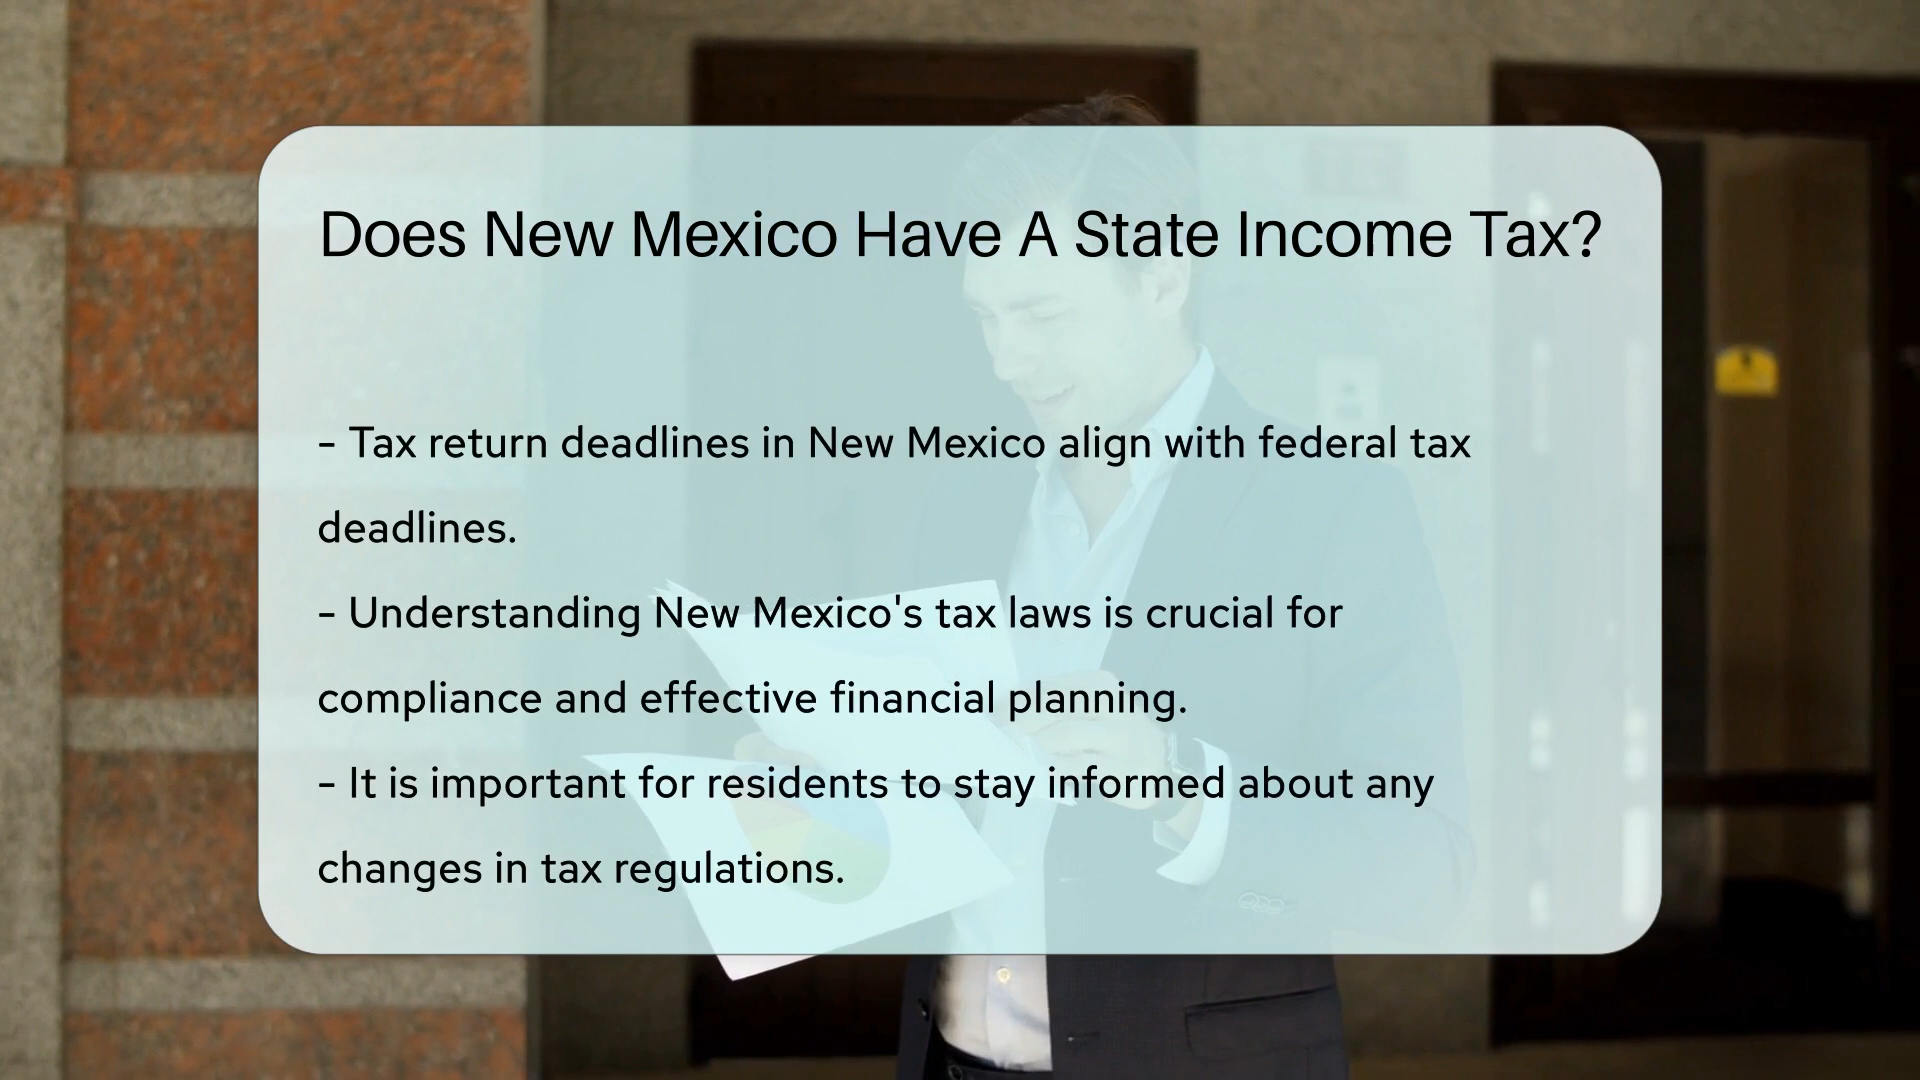 Does New Mexico Have A State Income Tax?
- Tax return deadlines in New Mexico align with federal tax
deadlines.
- Understanding New Mexico's tax laws is crucial for
compliance and effective financial planning.
- It is important for residents to stay informed about any
changes in tax regulations.